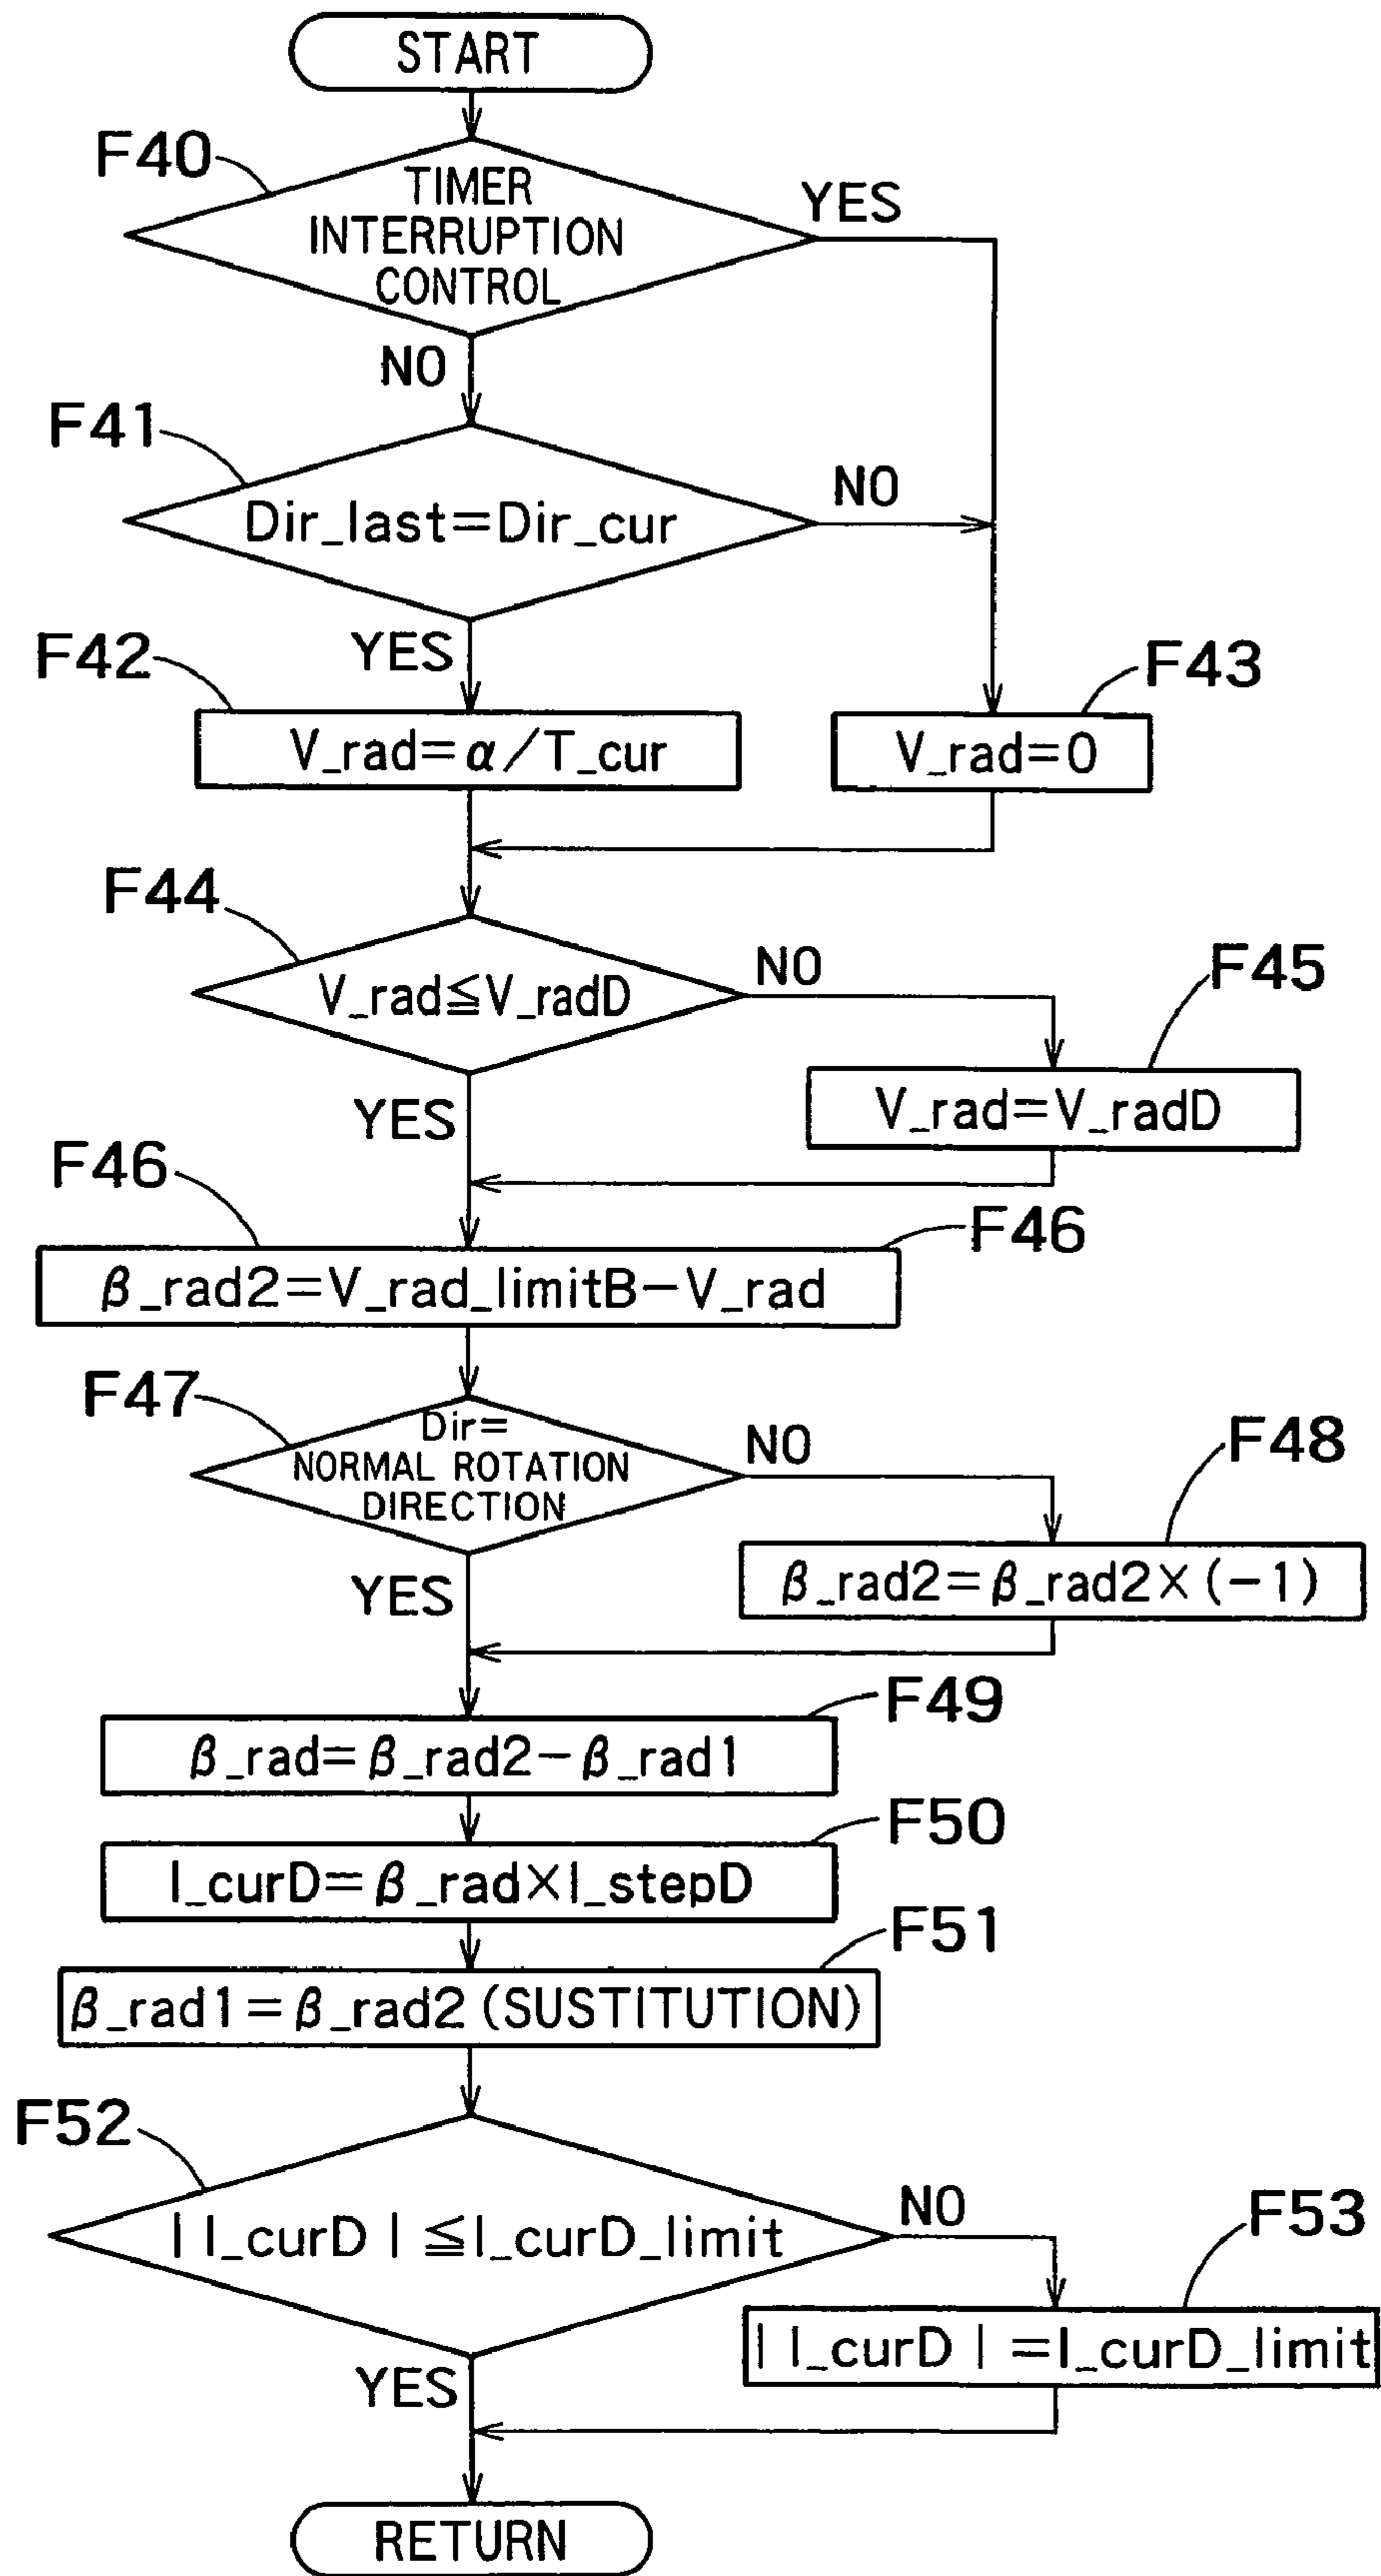 START
F40
TIMER
INTERRUPTION
CONTROL
YES
NO
F41
Dir_last=Dir_cur
NO
YES
F42
V_rad=α/T_cur
F43
V_rad=0
F44
V_rad≦V_radD
NO
F45
V_rad=V_radD
YES
F46
F46
β_rad2=V_rad_limitB-V_rad
F47
Dir=
NORMAL ROTATION
DIRECTION
NO
F48
β_rad2=β_rad2×(-1)
YES
F49
β_rad=β_rad2-β_rad1
F50
I_curD=β_rad×I_stepD
F51
β_rad1=β_rad2(SUSTITUTION)
F52
|I_curD|≦I_curD_limit
NO
F53
|I_curD|=I_curD_limit
YES
RETURN